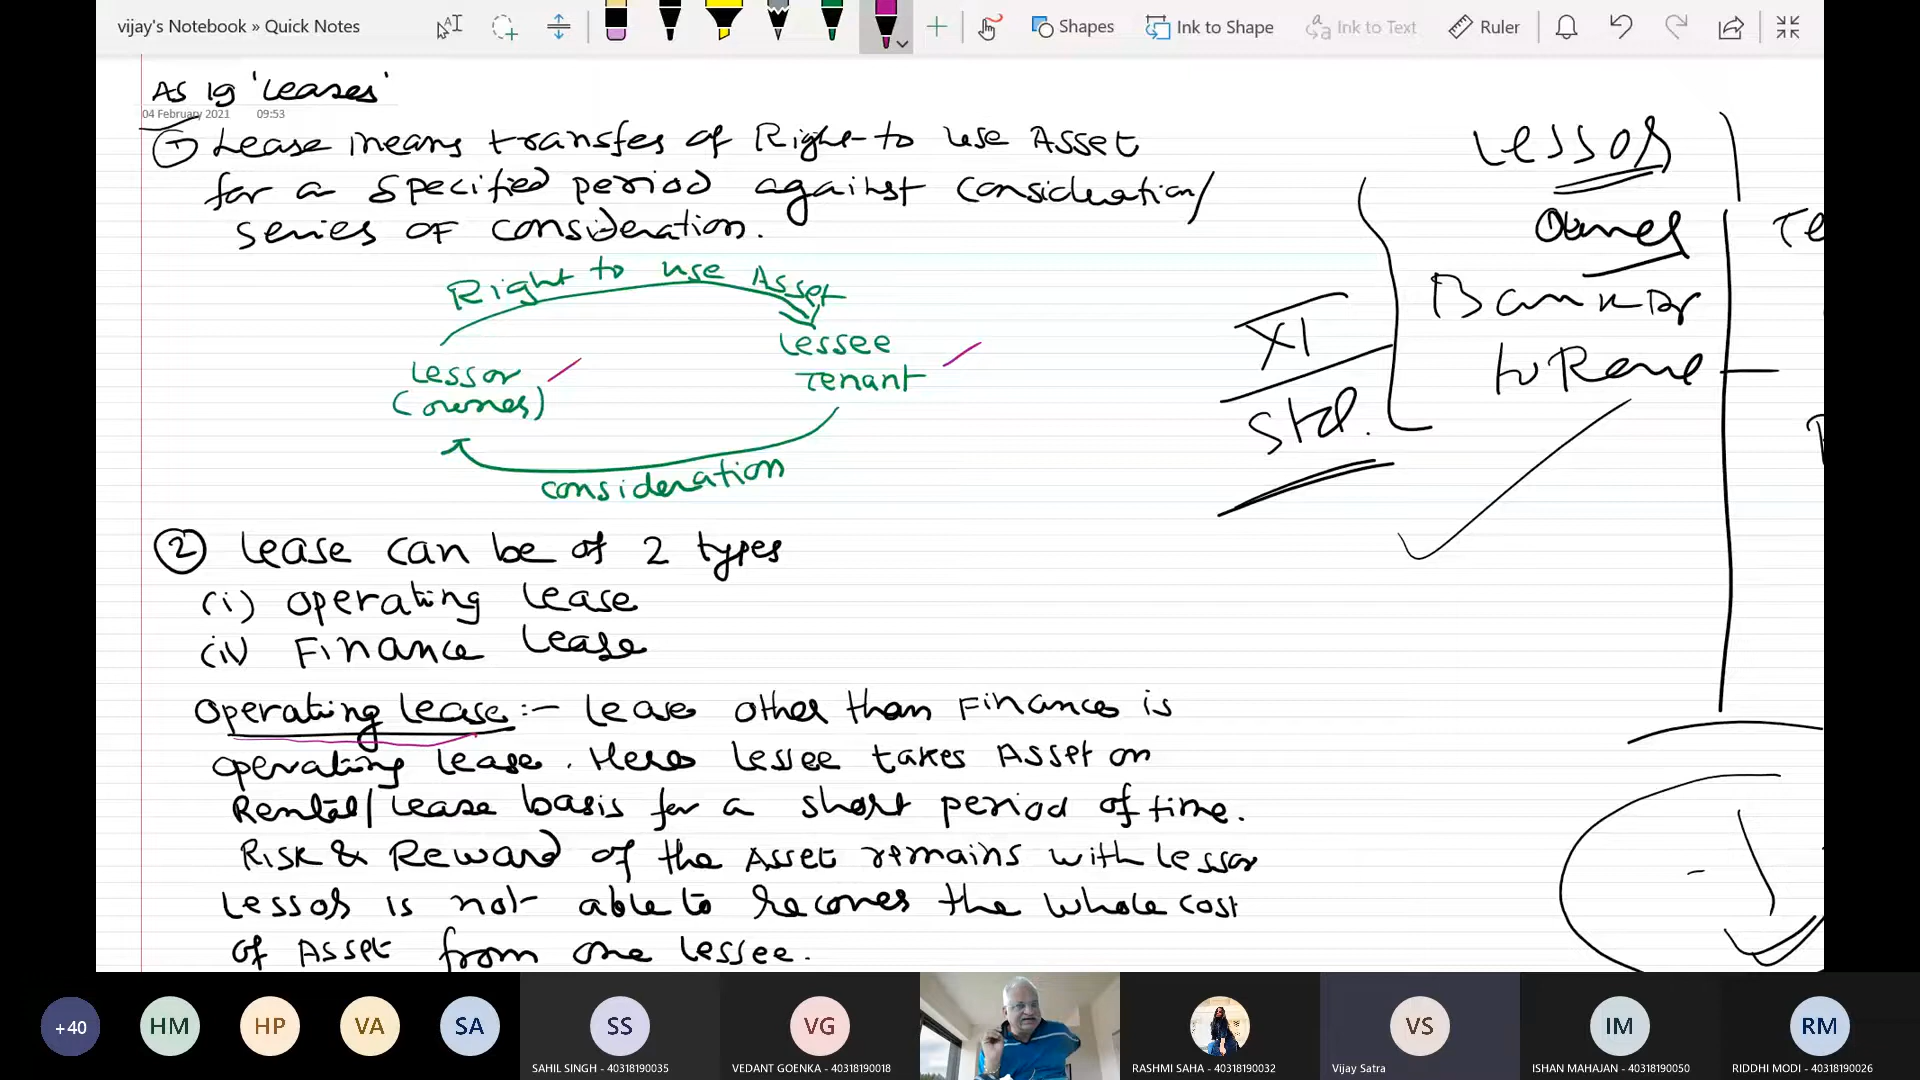 vijay's Notebook » Quick Notes
Shapes
Ink to Shape
Ink to Text
Ruler
As 19 'Leases'
04 February 2021 09:53
① Lease means transfer of Right to use Asset
for a specified period against consideration/
series of consideration.
Right to use Asset
Lessor
(owner)
Lessee
Tenant
consideration
② Lease can be of 2 types
(i) operating Lease
(ii) Finance Lease
Operating Lease :- Lease other than Finance is
operating Lease. Here Lessee takes Asset on
Rental/Lease basis for a short period of time.
Risk & Reward of the Asset remains with Lessor
Lessor is not able to recover the whole cost
of Asset from one Lessee.
XI
Std.
Lessor
Owner
Te
+40
HM
HP
VA
SA
SS
SAHIL SINGH - 40318190035
VG
VEDANT GOENKA - 40318190018
RASHMI SAHA - 40318190032
VS
Vijay Satra
IM
ISHAN MAHAJAN - 40318190050
RM
RIDDHI MODI - 40318190026